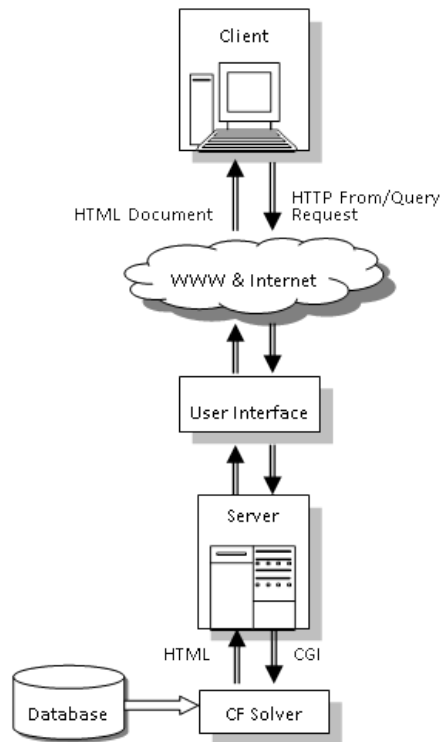 Client
HTML Document
HTTP From/Query
Request
WWW & Internet
User Interface
Server
HTML
CGI
Database
CF Solver